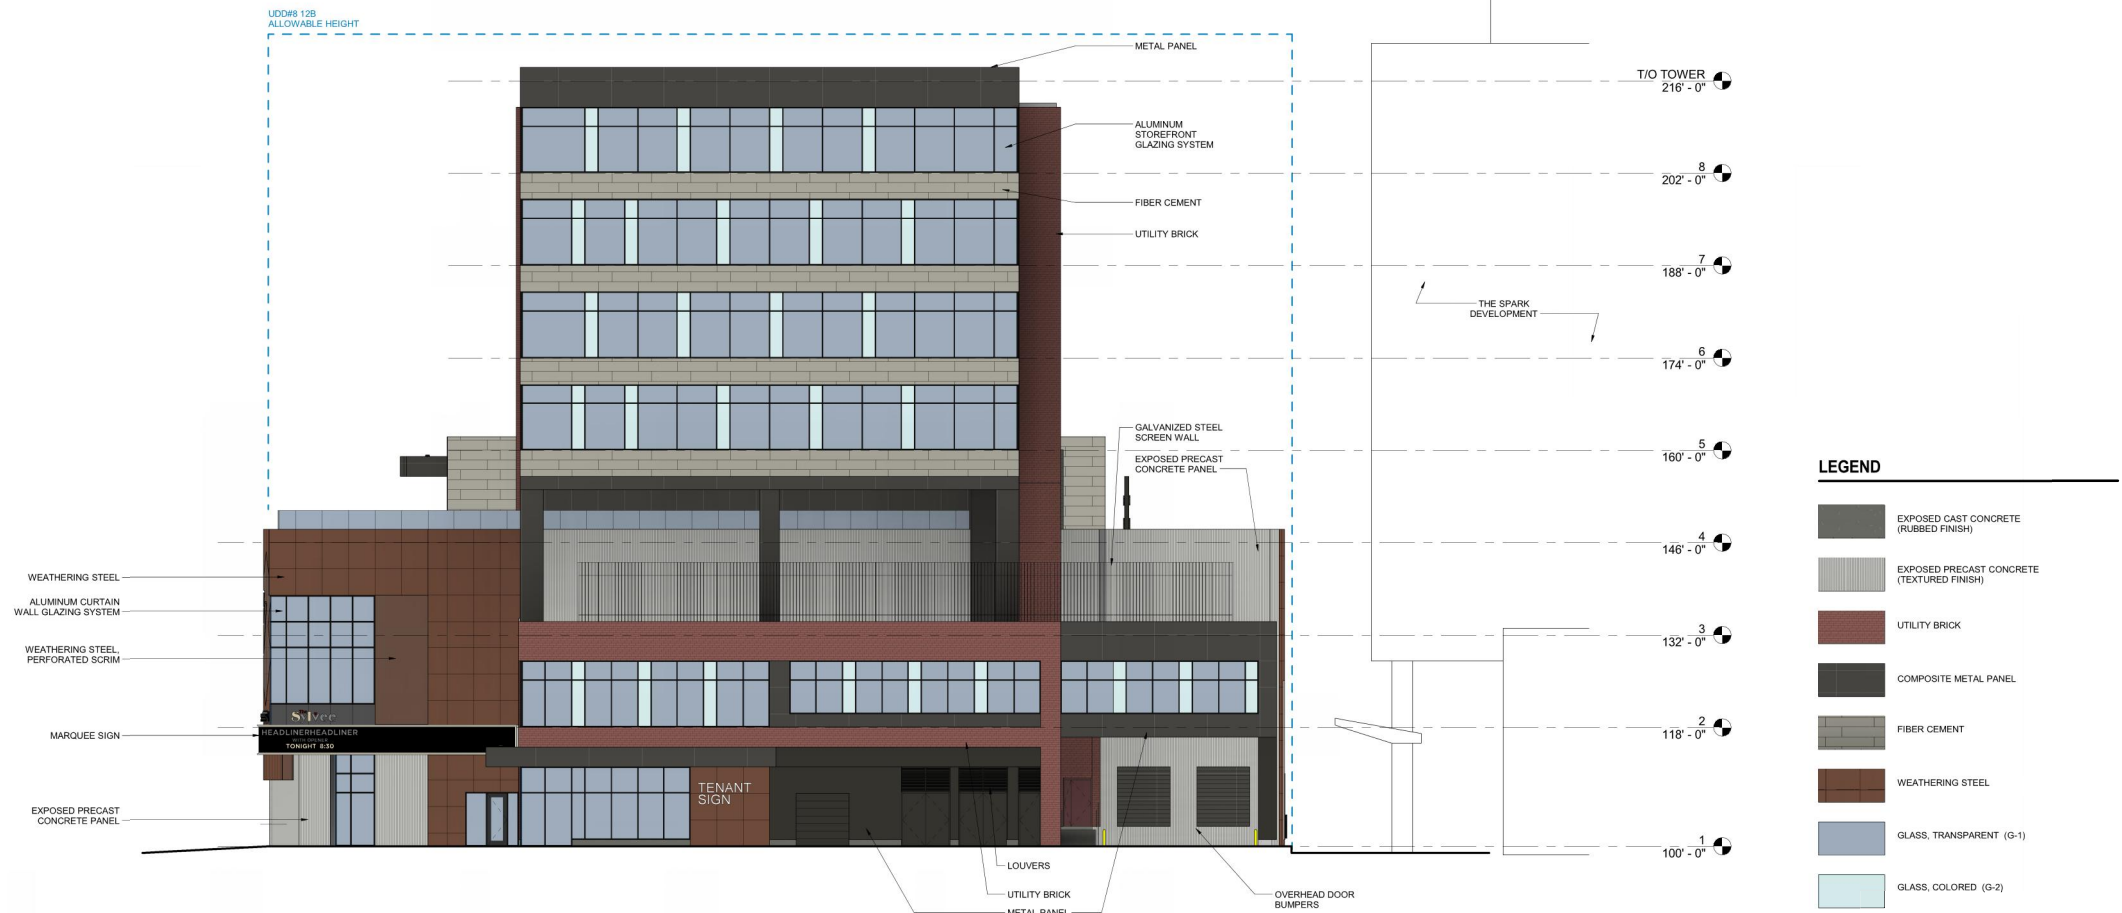 UDD#8 12B
ALLOWABLE HEIGHT
METAL PANEL
ALUMINUM
STOREFRONT
GLAZING SYSTEM
FIBER CEMENT
UTILITY BRICK
GALVANIZED STEEL
SCREEN WALL
EXPOSED PRECAST
CONCRETE PANEL
THE SPARK
DEVELOPMENT
T/O TOWER
216' - 0"
8
202' - 0"
7
188' - 0"
6
174' - 0"
5
160' - 0"
4
146' - 0"
3
132' - 0"
2
118' - 0"
1
100' - 0"
WEATHERING STEEL
ALUMINUM CURTAIN
WALL GLAZING SYSTEM
WEATHERING STEEL,
PERFORATED SCRIM
MARQUEE SIGN
EXPOSED PRECAST
CONCRETE PANEL
Sylvee
HEADLINERHEADLINER
WITH OPENER
TONIGHT 8:30
TENANT
SIGN
LOUVERS
UTILITY BRICK
METAL PANEL
OVERHEAD DOOR
BUMPERS
LEGEND
EXPOSED CAST CONCRETE
(RUBBED FINISH)
EXPOSED PRECAST CONCRETE
(TEXTURED FINISH)
UTILITY BRICK
COMPOSITE METAL PANEL
FIBER CEMENT
WEATHERING STEEL
GLASS, TRANSPARENT (G-1)
GLASS, COLORED (G-2)